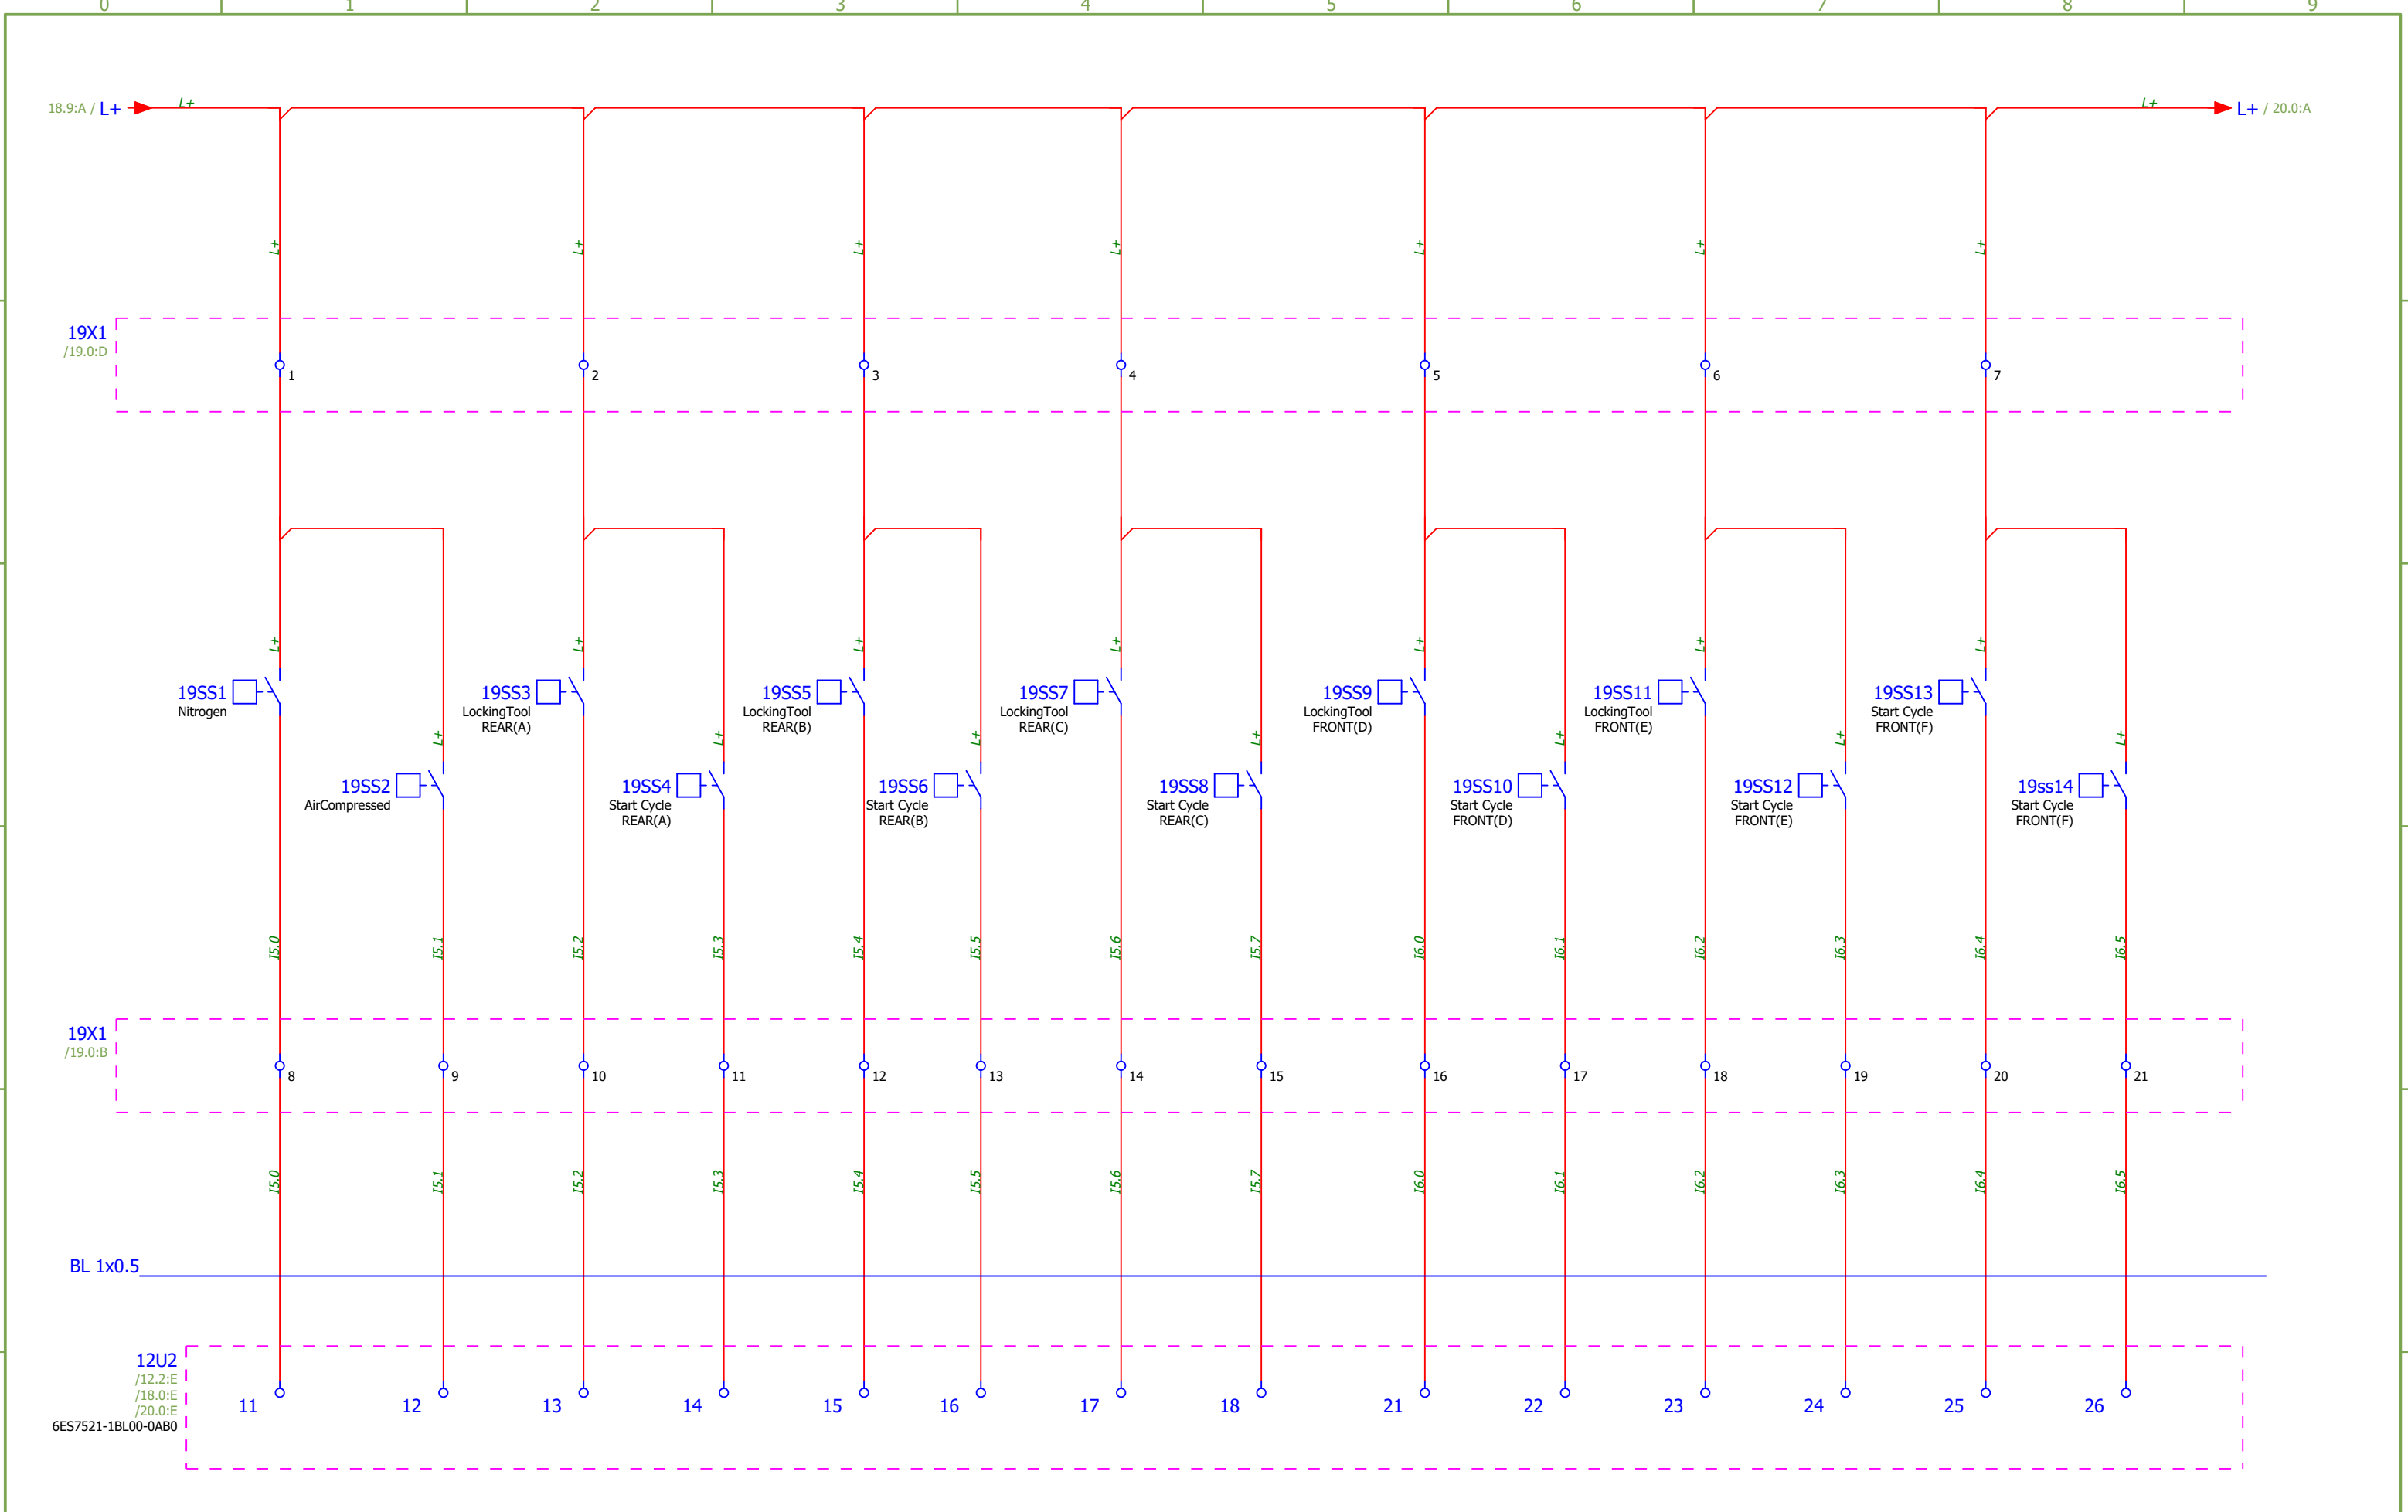 0 1 2 3 4 5 6 7 8 9
18.9:A / L+ L+ L+ L+ / 20.0:A
L+ L+ L+ L+ L+ L+ L+
19X1
/19.0:D
1 2 3 4 5 6 7
L+ L+ L+ L+ L+ L+ L+
19SS1 19SS3 19SS5 19SS7 19SS9 19SS11 19SS13
Nitrogen LockingTool LockingTool LockingTool LockingTool LockingTool Start Cycle
REAR(A) REAR(B) REAR(C) FRONT(D) FRONT(E) FRONT(F)
L+ L+ L+ L+ L+ L+ L+
19SS2 19SS4 19SS6 19SS8 19SS10 19SS12 19ss14
AirCompressed Start Cycle Start Cycle Start Cycle Start Cycle Start Cycle Start Cycle
REAR(A) REAR(B) REAR(C) FRONT(D) FRONT(E) FRONT(F)
I5.0 I5.1 I5.2 I5.3 I5.4 I5.5 I5.6 I5.7 I6.0 I6.1 I6.2 I6.3 I6.4 I6.5
19X1
/19.0:B
8 9 10 11 12 13 14 15 16 17 18 19 20 21
I5.0 I5.1 I5.2 I5.3 I5.4 I5.5 I5.6 I5.7 I6.0 I6.1 I6.2 I6.3 I6.4 I6.5
BL 1x0.5
12U2
/12.2:E
/18.0:E
/20.0:E
6ES7521-1BL00-0AB0
11 12 13 14 15 16 17 18 21 22 23 24 25 26